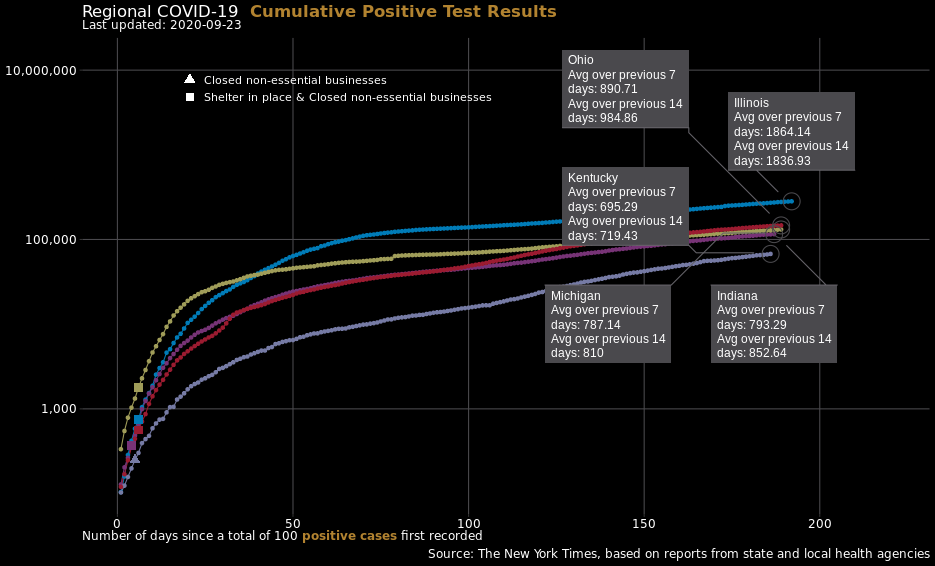 Regional COVID-19 Cumulative Positive Test Results
Last updated: 2020-09-23
10,000,000
100,000
1,000
Closed non-essential businesses
Shelter in place & Closed non-essential businesses
Ohio
Avg over previous 7
days: 890.71
Avg over previous 14
days: 984.86
Illinois
Avg over previous 7
days: 1864.14
Avg over previous 14
days: 1836.93
Kentucky
Avg over previous 7
days: 695.29
Avg over previous 14
days: 719.43
Michigan
Avg over previous 7
days: 787.14
Avg over previous 14
days: 810
Indiana
Avg over previous 7
days: 793.29
Avg over previous 14
days: 852.64
0
50
100
150
200
Number of days since a total of 100 positive cases first recorded
Source: The New York Times, based on reports from state and local health agencies